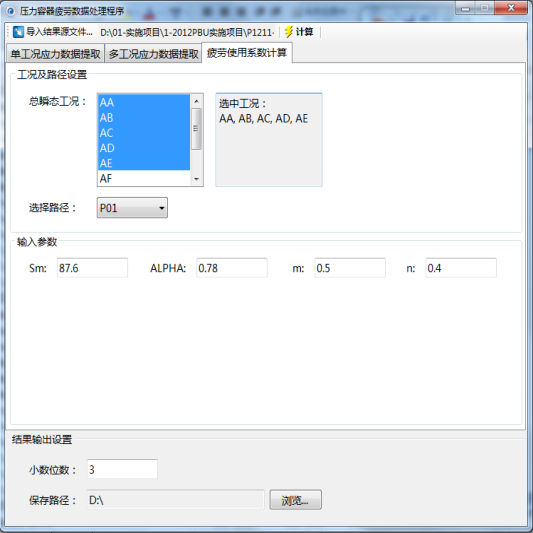 压力容器疲劳数据处理程序
导入结果源文件... D:\01-实施项目\1-2012PBU实施项目\P1211- 计算
单工况应力数据提取 多工况应力数据提取 疲劳使用系数计算
工况及路径设置
总瞬态工况：
AA
AB
AC
AD
AE
AF
选中工况：
AA, AB, AC, AD, AE
选择路径： P01
输入参数
Sm: 87.6 ALPHA: 0.78 m: 0.5 n: 0.4
结果输出设置
小数位数： 3
保存路径： D:\ 浏览...